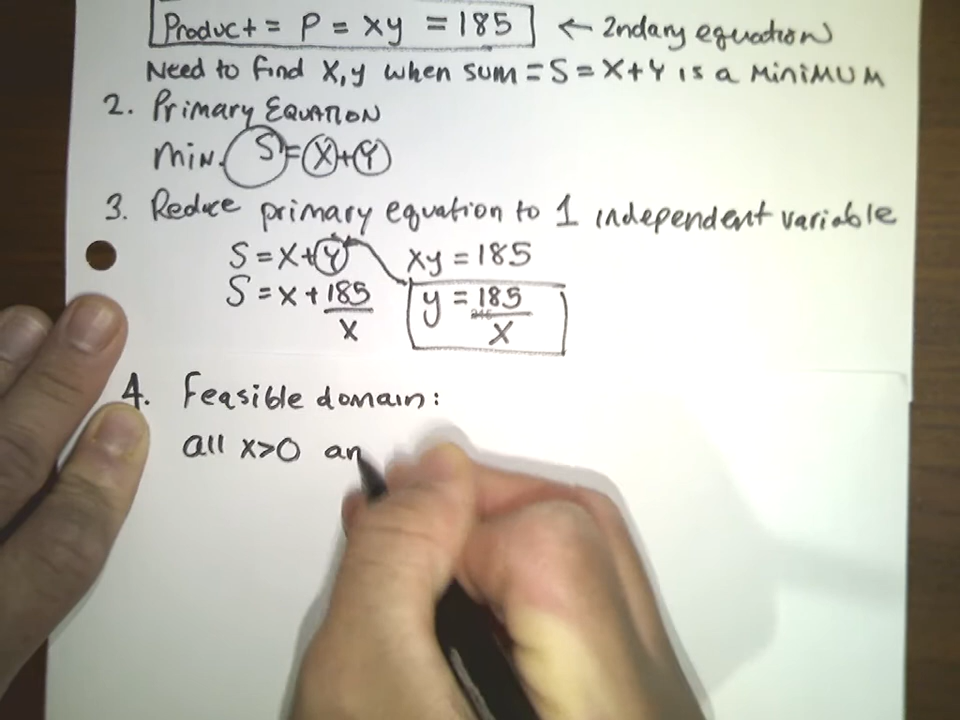 Product = P = xy = 185 ← 2ndary equation
Need to find X, y when sum = S = X + Y is a MINIMUM
2. Primary EQUATION
Min. S = X + Y
3. Reduce primary equation to 1 independent variable
S = X + Y xy = 185
S = x + 185/X y = 185/X
4. Feasible domain:
all x>0 an